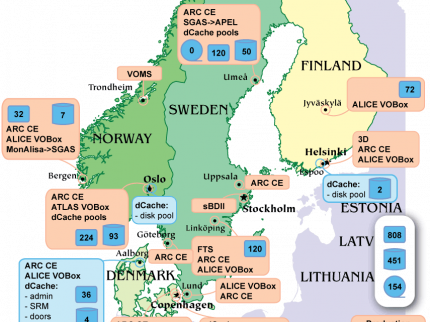 ARC CE
SGAS->APEL
dCache pools
0
120
50
VOMS
Trondheim
Umeå
FINLAND
72
ALICE VOBox
Jyväskylä
SWEDEN
32
7
ARC CE
ALICE VOBox
MonAlisa->SGAS
NORWAY
Bergen
Helsinki
Espoo
3D
ARC CE
ALICE VOBox
Oslo
Uppsala
ARC CE
dCache:
- disk pool
2
ARC CE
ATLAS VOBox
dCache pools
224
93
dCache:
- disk pool
sBDII
Stockholm
ESTONIA
Linköping
Göteborg
808
LATV
451
154
LITHUANIA
FTS
ARC CE
ALICE VOBox
120
Aalborg
ARC CE
ARC CE
ALICE VOBox
dCache:
- admin
- SRM
- doors
36
4
DENMARK
Lund
ALICE VOBox
ARC CE
Copenhagen